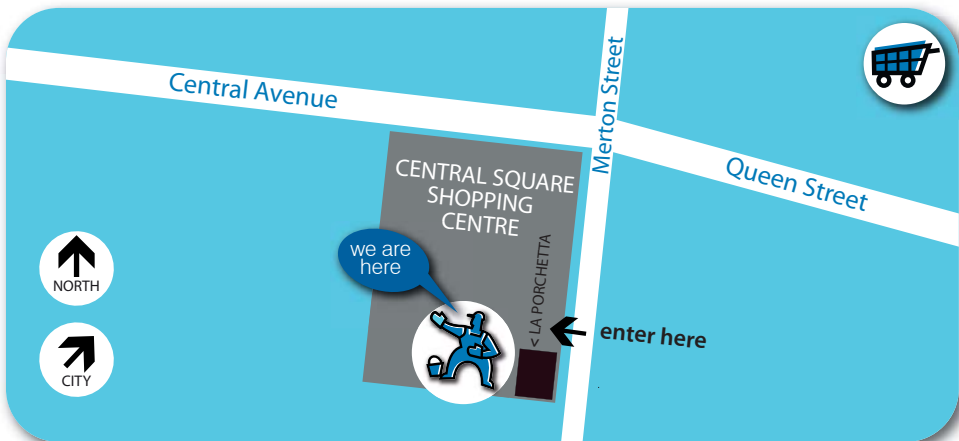 Central Avenue
Merton Street
Queen Street
CENTRAL SQUARE
SHOPPING
CENTRE
we are
here
< LA PORCHETTA
enter here
NORTH
CITY